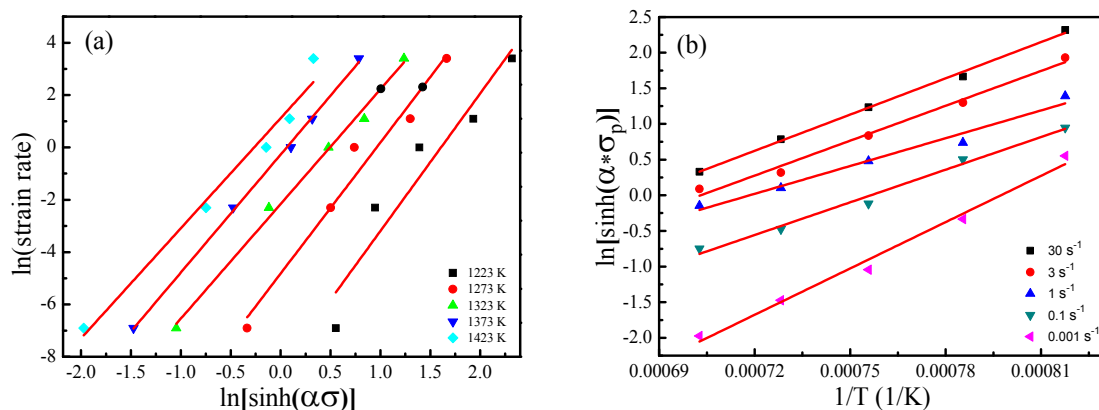 (a)
ln(strain rate)
4
2
0
-2
-4
-6
-8
-2.0 -1.5 -1.0 -0.5 0.0 0.5 1.0 1.5 2.0
ln[sinh(ασ)]
1223 K
1273 K
1323 K
1373 K
1423 K
(b)
ln[sinh(α*σp)]
2.5
2.0
1.5
1.0
0.5
0.0
-0.5
-1.0
-1.5
-2.0
0.00069 0.00072 0.00075 0.00078 0.00081
1/T (1/K)
30 s-1
3 s-1
1 s-1
0.1 s-1
0.001 s-1